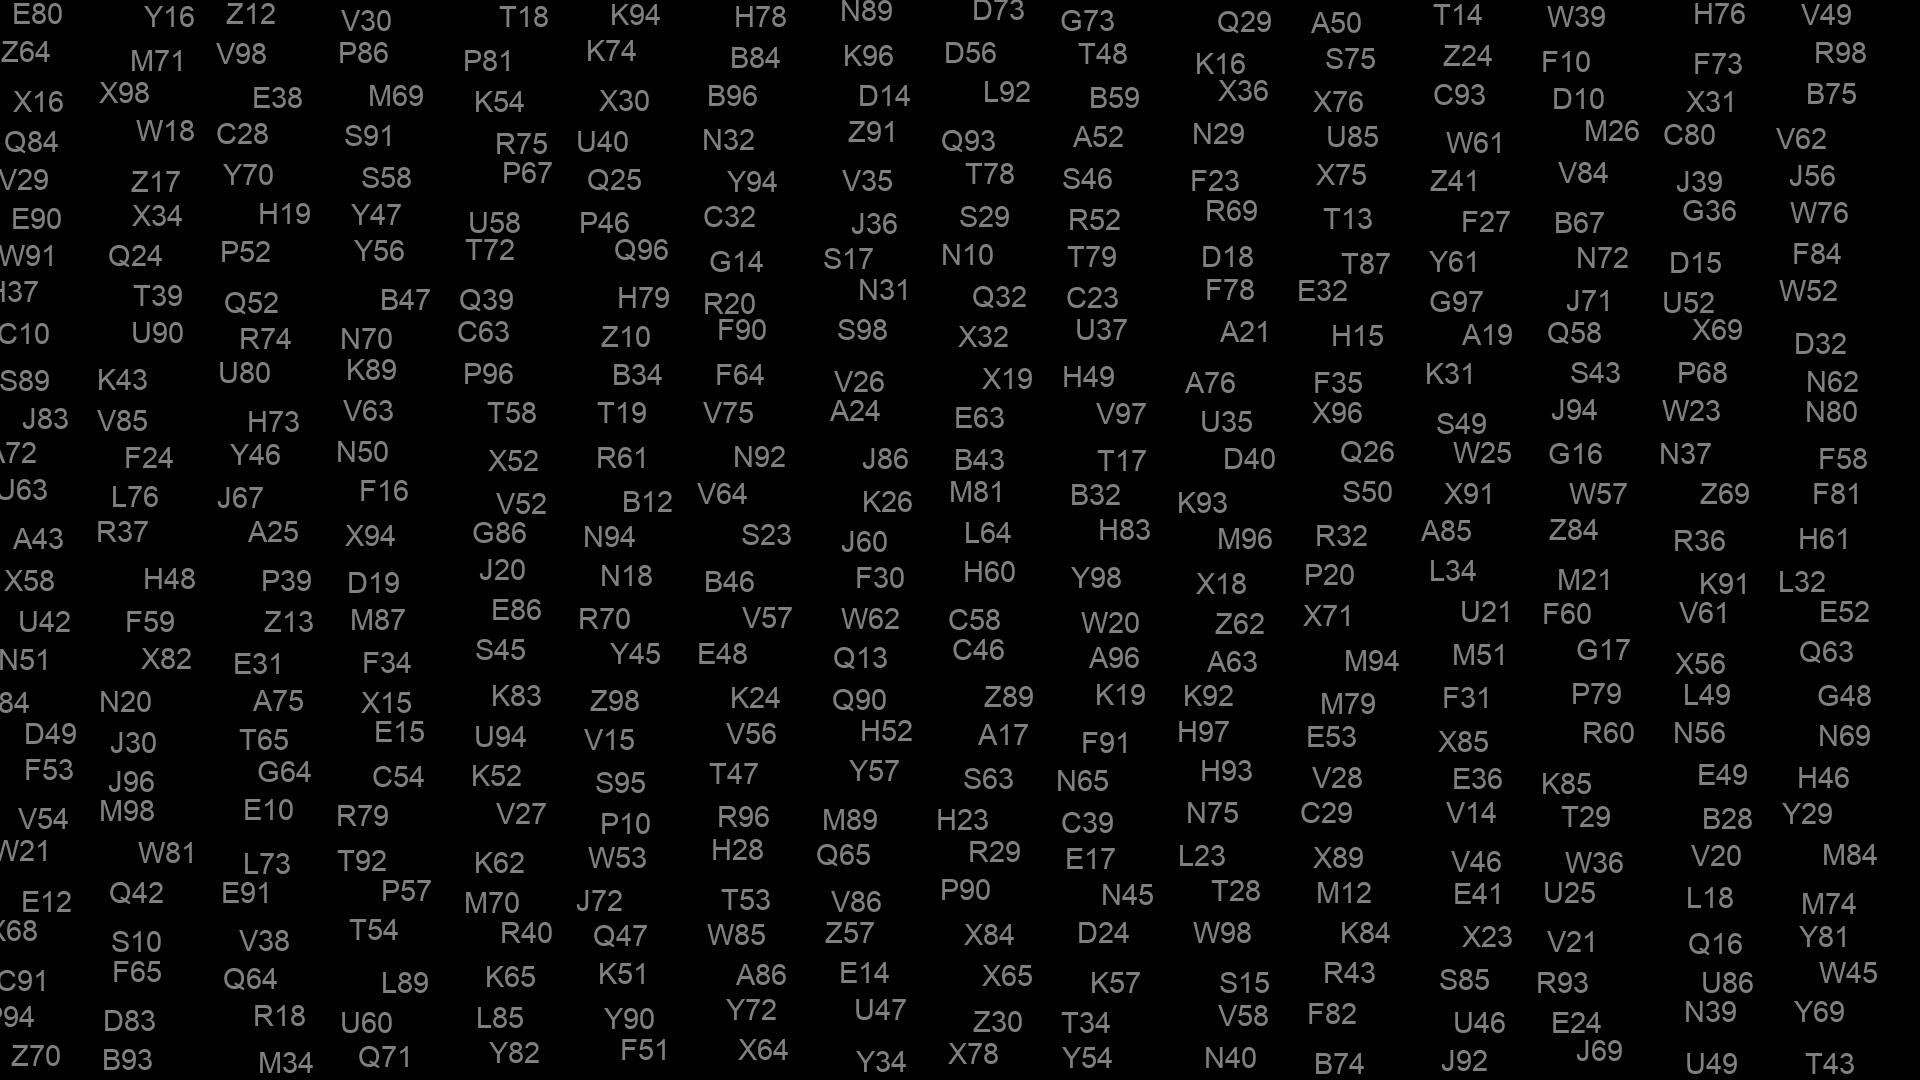 E80 Y16 Z12 V30 T18 K94 H78 N89 D73 G73 Q29 A50 T14 W39 H76 V49
Z64 M71 V98 P86 P81 K74 B84 K96 D56 T48 K16 S75 Z24 F10 F73 R98
X16 X98 E38 M69 K54 X30 B96 D14 L92 B59 X36 X76 C93 D10 X31 B75
Q84 W18 C28 S91 R75 U40 N32 Z91 Q93 A52 N29 U85 W61 M26 C80 V62
V29 Z17 Y70 S58 P67 Q25 Y94 V35 T78 S46 F23 X75 Z41 V84 J39 J56
E90 X34 H19 Y47 U58 P46 C32 J36 S29 R52 R69 T13 F27 B67 G36 W76
W91 Q24 P52 Y56 T72 Q96 G14 S17 N10 T79 D18 T87 Y61 N72 D15 F84
H37 T39 Q52 B47 Q39 H79 R20 N31 Q32 C23 F78 E32 G97 J71 U52 W52
C10 U90 R74 N70 C63 Z10 F90 S98 X32 U37 A21 H15 A19 Q58 X69 D32
S89 K43 U80 K89 P96 B34 F64 V26 X19 H49 A76 F35 K31 S43 P68 N62
J83 V85 H73 V63 T58 T19 V75 A24 E63 V97 U35 X96 S49 J94 W23 N80
A72 F24 Y46 N50 X52 R61 N92 J86 B43 T17 D40 Q26 W25 G16 N37 F58
U63 L76 J67 F16 V52 B12 V64 K26 M81 B32 K93 S50 X91 W57 Z69 F81
A43 R37 A25 X94 G86 N94 S23 J60 L64 H83 M96 R32 A85 Z84 R36 H61
X58 H48 P39 D19 J20 N18 B46 F30 H60 Y98 X18 P20 L34 M21 K91 L32
U42 F59 Z13 M87 E86 R70 V57 W62 C58 W20 Z62 X71 U21 F60 V61 E52
N51 X82 E31 F34 S45 Y45 E48 Q13 C46 A96 A63 M94 M51 G17 X56 Q63
84 N20 A75 X15 K83 Z98 K24 Q90 Z89 K19 K92 M79 F31 P79 L49 G48
D49 J30 T65 E15 U94 V15 V56 H52 A17 F91 H97 E53 X85 R60 N56 N69
F53 J96 G64 C54 K52 S95 T47 Y57 S63 N65 H93 V28 E36 K85 E49 H46
V54 M98 E10 R79 V27 P10 R96 M89 H23 C39 N75 C29 V14 T29 B28 Y29
W21 W81 L73 T92 K62 W53 H28 Q65 R29 E17 L23 X89 V46 W36 V20 M84
E12 Q42 E91 P57 M70 J72 T53 V86 P90 N45 T28 M12 E41 U25 L18 M74
X68 S10 V38 T54 R40 Q47 W85 Z57 X84 D24 W98 K84 X23 V21 Q16 Y81
C91 F65 Q64 L89 K65 K51 A86 E14 X65 K57 S15 R43 S85 R93 U86 W45
P94 D83 R18 U60 L85 Y90 Y72 U47 Z30 T34 V58 F82 U46 E24 N39 Y69
Z70 B93 M34 Q71 Y82 F51 X64 Y34 X78 Y54 N40 B74 J92 J69 U49 T43